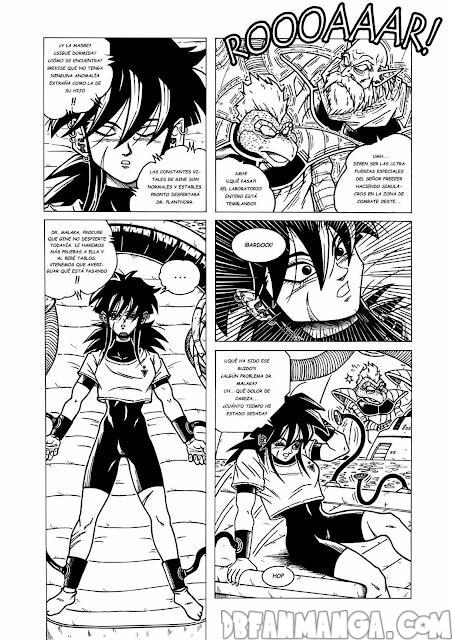 ¿Y LA MADRE?
¿SIGUE DORMIDA?
¿CÓMO SE ENCUENTRA?
¡REVISE QUE NO TENGA
NINGUNA ANOMALÍA
EXTRAÑA COMO LA DE
SU HIJO
LAS CONSTANTES VI-
TALES DE GINE SON
NORMALES Y ESTABLES.
PRONTO DESPERTARÁ
DR. PLANTHORR.
ROOOAAAR!
¡UH!
¡¿QUÉ PASA?!
¡EL LABORATORIO
ENTERO ESTÁ
TEMBLANDO!
UMH...
DEBEN SER LAS ULTRA
FUERZAS ESPECIALES
DEL SEÑOR FREEZER
HACIENDO SIMULA-
CROS EN LA ZONA DE
COMBATE OESTE...
DR. MALAKA, PROCURE
QUE GINE NO DESPIERTE
TODAVÍA. LE HAREMOS
MÁS PRUEBAS A ELLA Y
AL BEBÉ TABLOS.
¡TENEMOS QUE AVERI-
GUAR QUÉ ESTÁ PASANDO
...
¡BARDOCK!
¡¿QUÉ HA SIDO ESE
RUIDO?!
¿ALGÚN PROBLEMA DR.
MALAKA?
UH... QUÉ DOLOR DE
CABEZA...
¿CUÁNTO TIEMPO HE
ESTADO SEDADA?
HOP
DBFANMANGA.COM